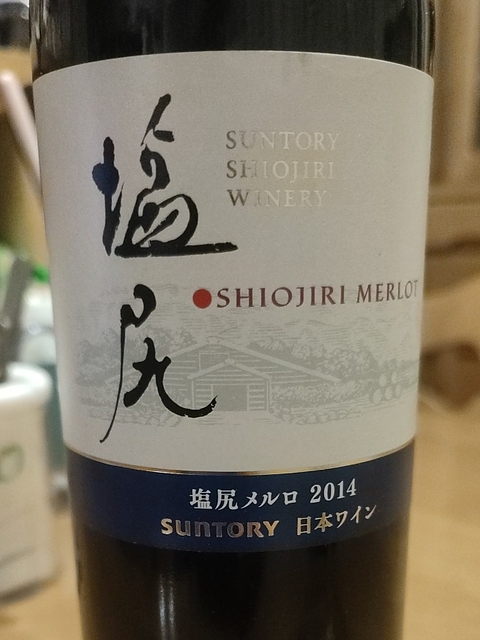 塩尻
SUNTORY
SHIOJIRI
WINERY
SHIOJIRI MERLOT
塩尻メルロ 2014
SUNTORY 日本ワイン